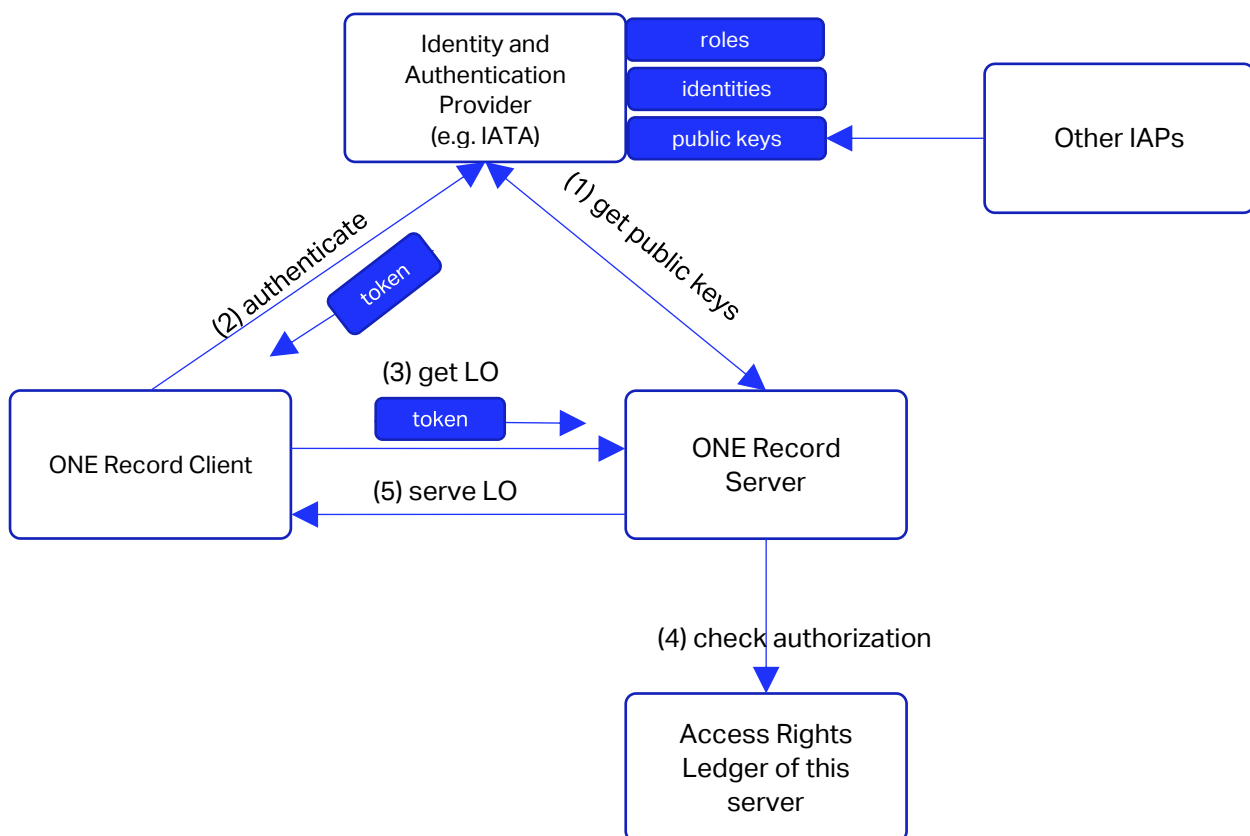 Identity and
Authentication
Provider
(e.g. IATA)
roles
identities
public keys
Other IAPs
(1) get public keys
(2) authenticate
token
(3) get LO
token
ONE Record Client
ONE Record
Server
(5) serve LO
(4) check authorization
Access Rights
Ledger of this
server